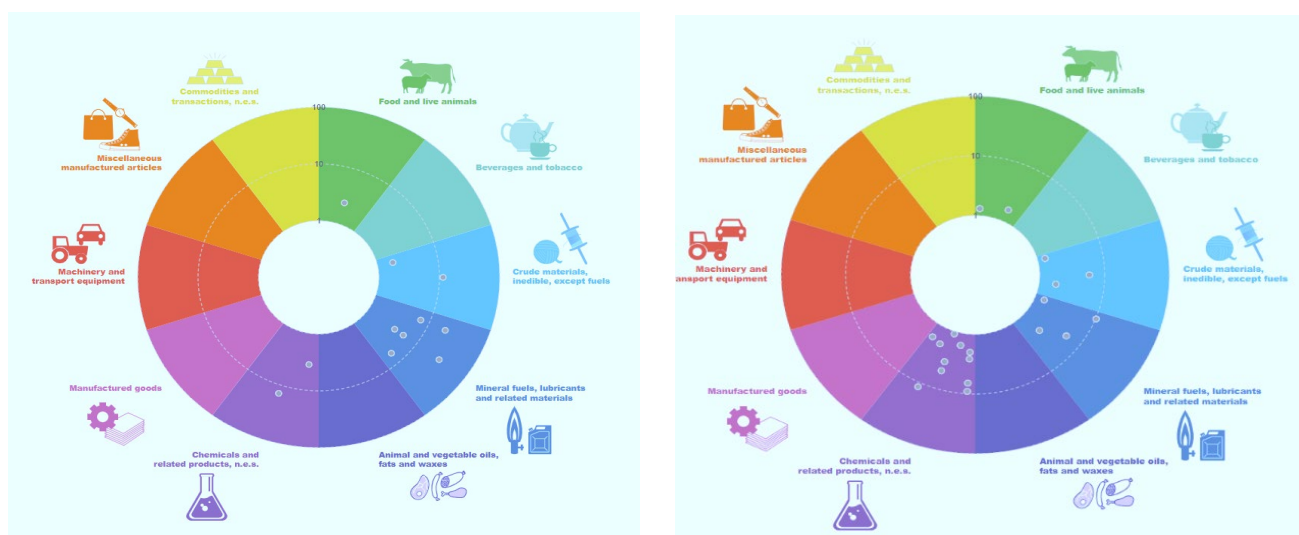 Commodities and
transactions, n.e.s.
Food and live animals
100
Miscellaneous
manufactured articles
10
Beverages and tobacco
1
Machinery and
transport equipment
Crude materials,
inedible, except fuels
Manufactured goods
Mineral fuels, lubricants
and related materials
Chemicals and
related products, n.e.s.
Animal and vegetable oils,
fats and waxes
Commodities and
transactions, n.e.s.
Food and live animals
100
Miscellaneous
manufactured articles
10
Beverages and tobacco
1
Machinery and
ansport equipment
Crude materials,
inedible, except fuels
Manufactured goods
Mineral fuels, lubricants
and related materials
Chemicals and
related products, n.e.s.
Animal and vegetable oils,
fats and waxes